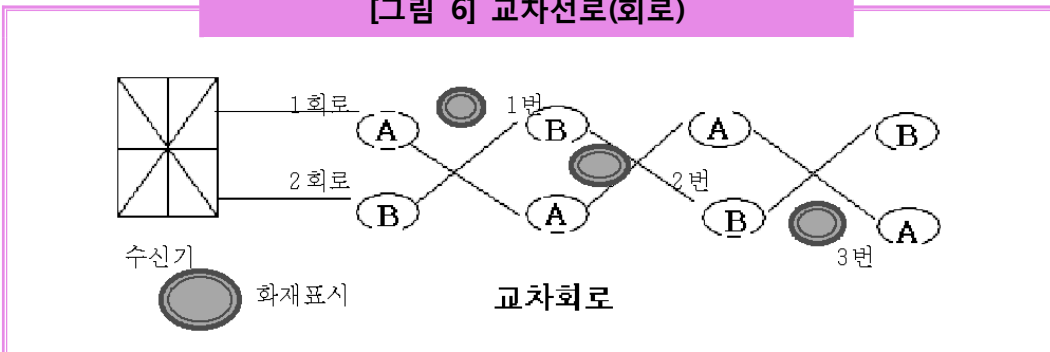 [그림 6] 교차선로(회로)
1회로 A 1번 B A B
2회로 B A 2번 B A
수신기 3번
화재표시 교차회로